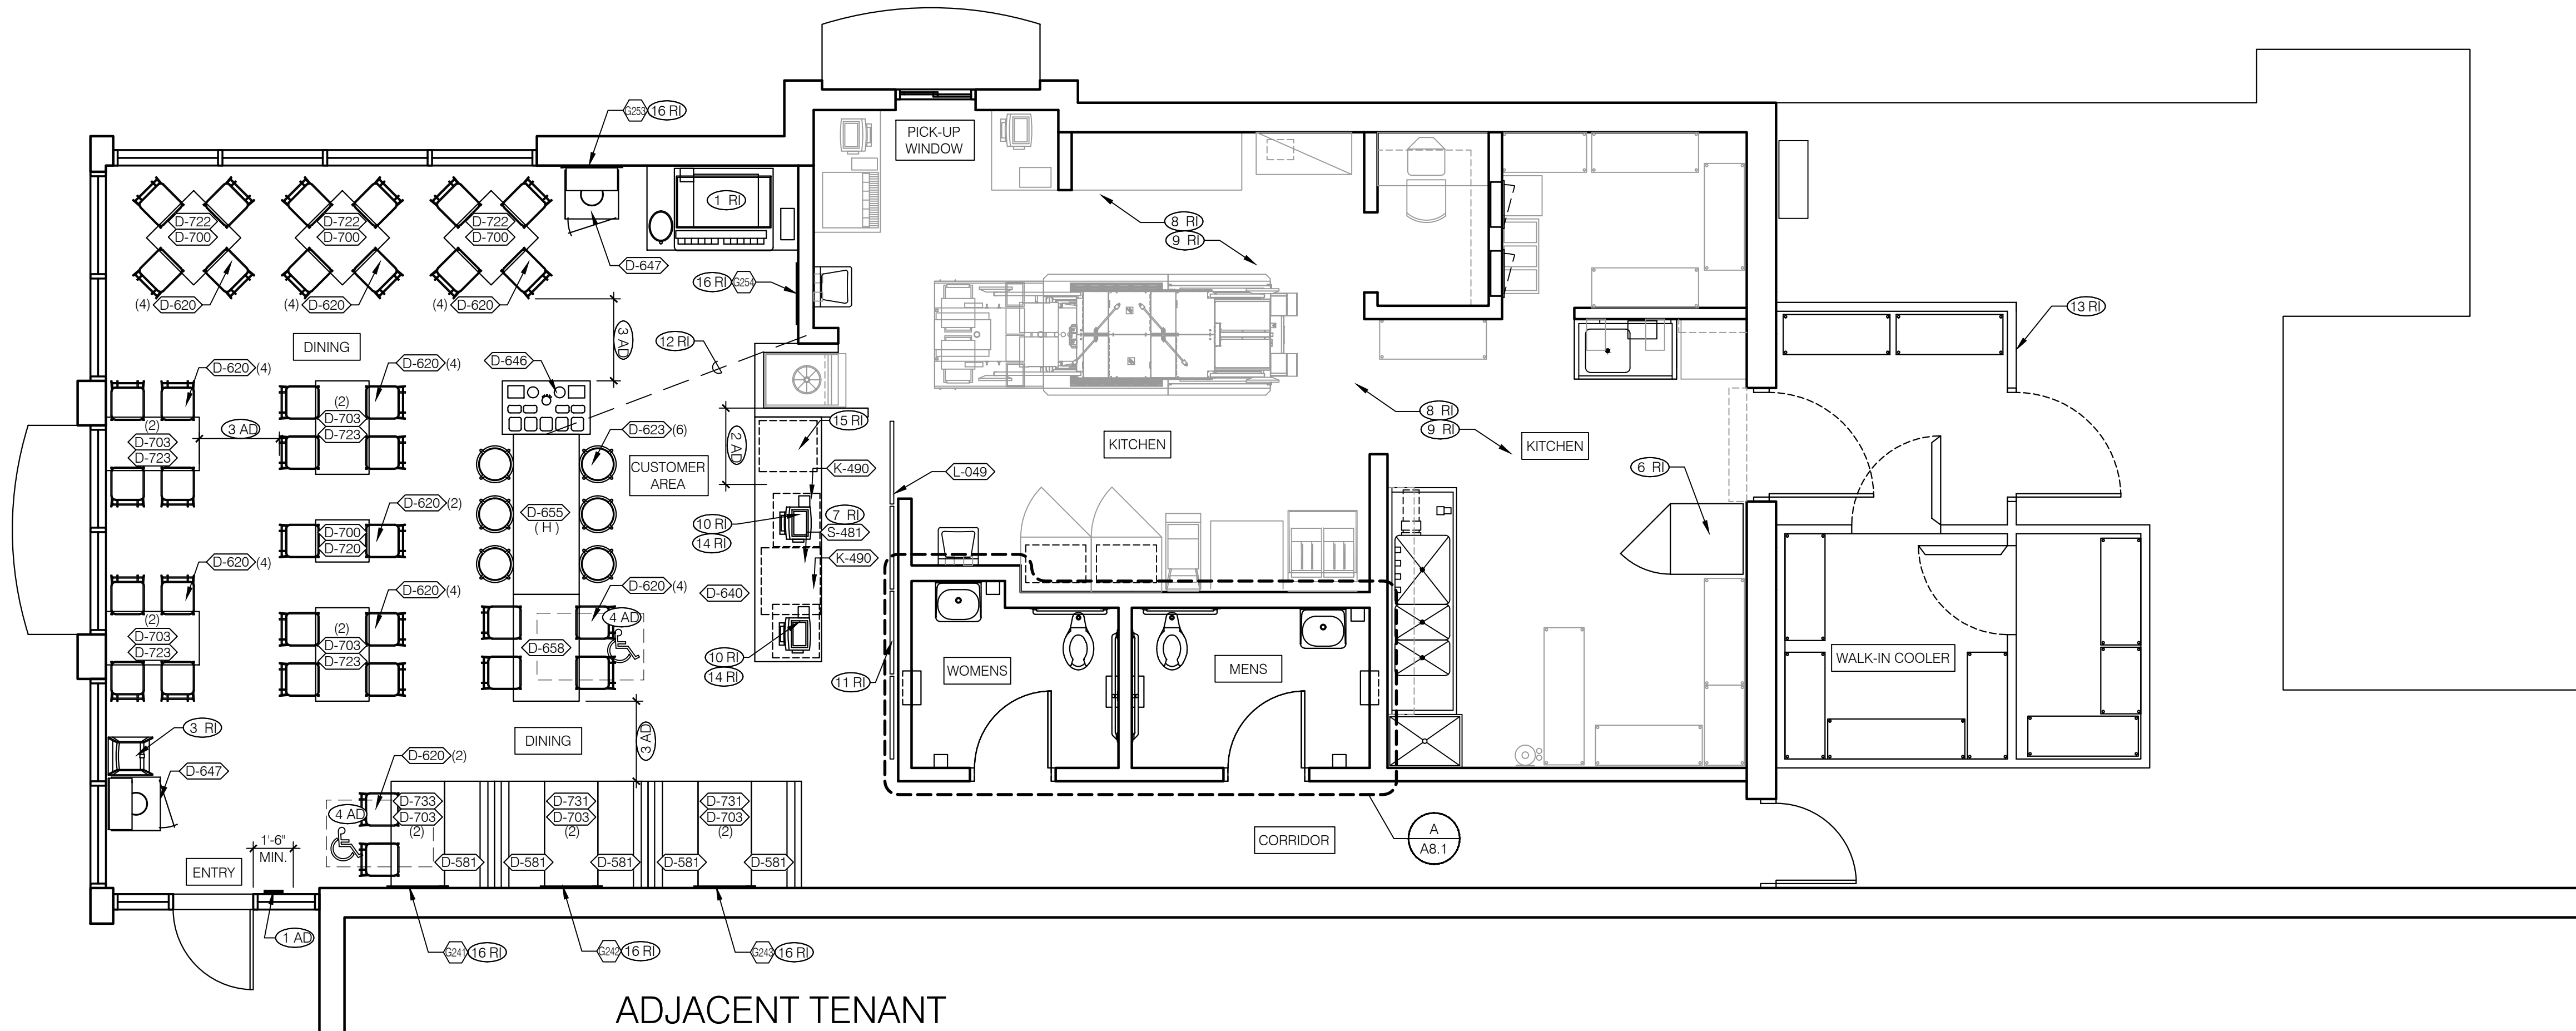 G253 16 RI
PICK-UP
WINDOW
1 RI
D-722
D-700
D-722
D-700
D-722
D-700
D-647
(4) D-620
(4) D-620
(4) D-620
16 RI G254
8 RI
9 RI
13 RI
DINING
3 AD
12 RI
D-620 (4)
D-620 (4)
D-646
(2)
D-703
D-723
8 RI
9 RI
15 RI
3 AD
(2)
D-703
D-723
D-623 (6)
2 AD
KITCHEN
KITCHEN
CUSTOMER
AREA
K-490
L-049
6 RI
D-620 (2)
D-655
( H )
10 RI
14 RI
7 RI
S-481
D-700
D-720
K-490
D-620 (4)
D-620 (4)
D-620 (4)
D-640
(2)
D-703
D-723
(2)
D-703
D-723
4 AD
D-658
10 RI
14 RI
11 RI
WOMENS
MENS
WALK-IN COOLER
3 RI
DINING
3 AD
D-620 (2)
D-647
D-733
D-703
(2)
D-731
D-703
(2)
D-731
D-703
(2)
4 AD
1'-6"
MIN.
CORRIDOR
A
A8.1
D-581
D-581
D-581
D-581
D-581
ENTRY
1 AD
G241 16 RI
G242 16 RI
G243 16 RI
ADJACENT TENANT